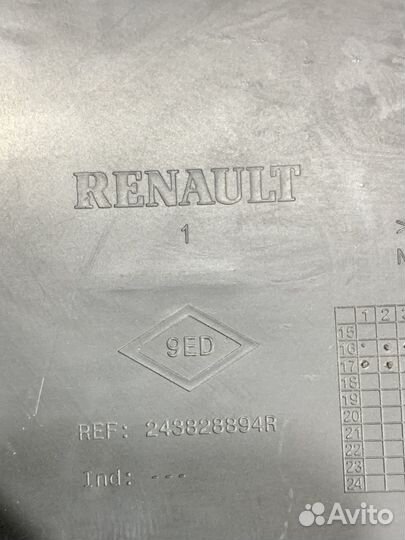 RENAULT
1
9ED
REF: 243828894R
Ind: ---
1 2 3
15
16
17
18
19
20
21
22
23
24
Avito